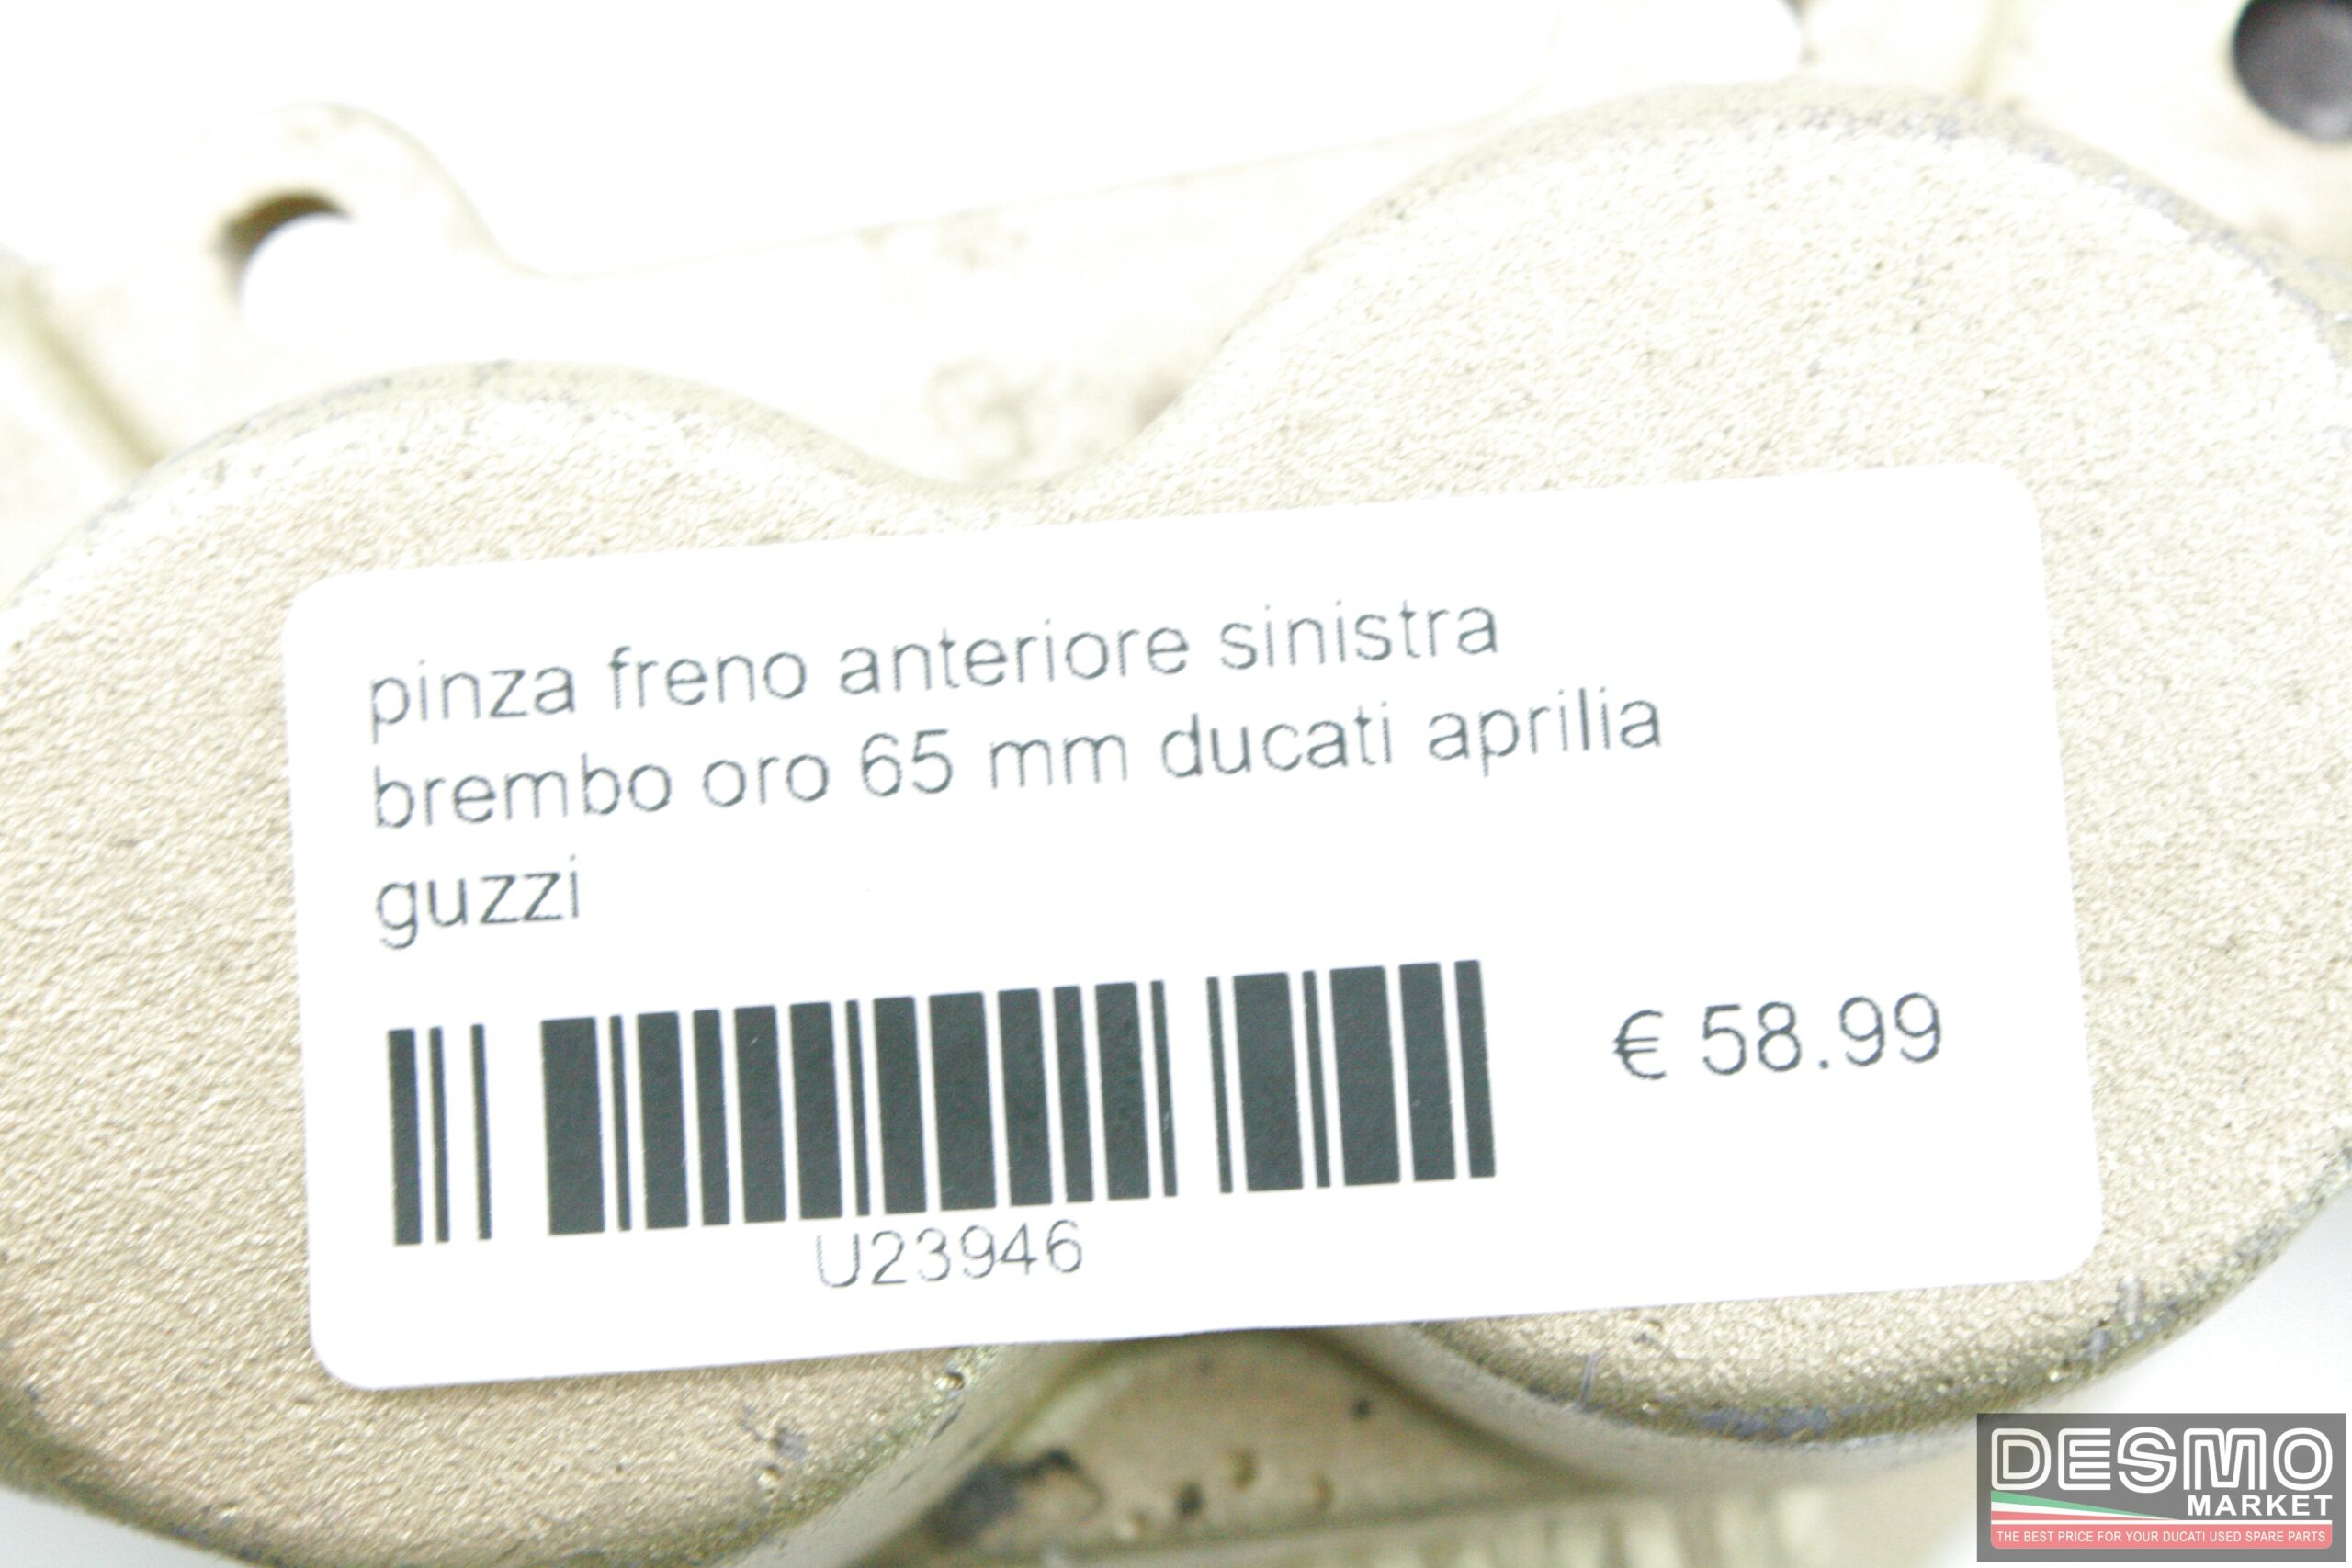 pinza freno anteriore sinistra
brembo oro 65 mm ducati aprilia
guzzi
€ 58.99
U23946
DESMO
MARKET
THE BEST PRICE FOR YOUR DUCATI USED SPARE PARTS